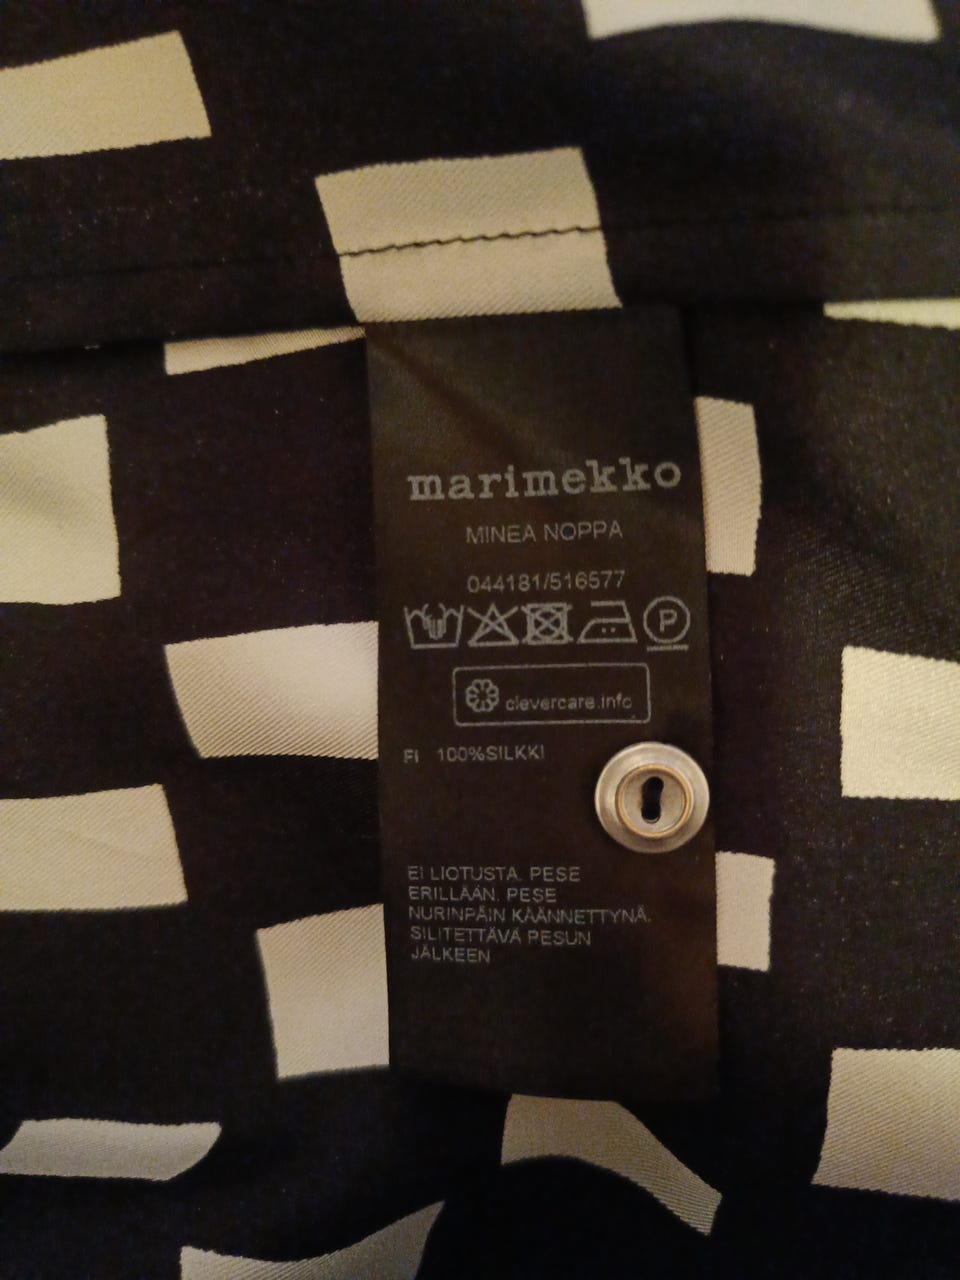 marimekko
MINEA NOPPA
044181/516577
P
clevercare.info
FI 100%SILKKI
EI LIOTUSTA. PESE
ERILLÄÄN. PESE
NURINPÄIN KÄÄNNETTYNÄ.
SILITETTÄVÄ PESUN
JÄLKEEN